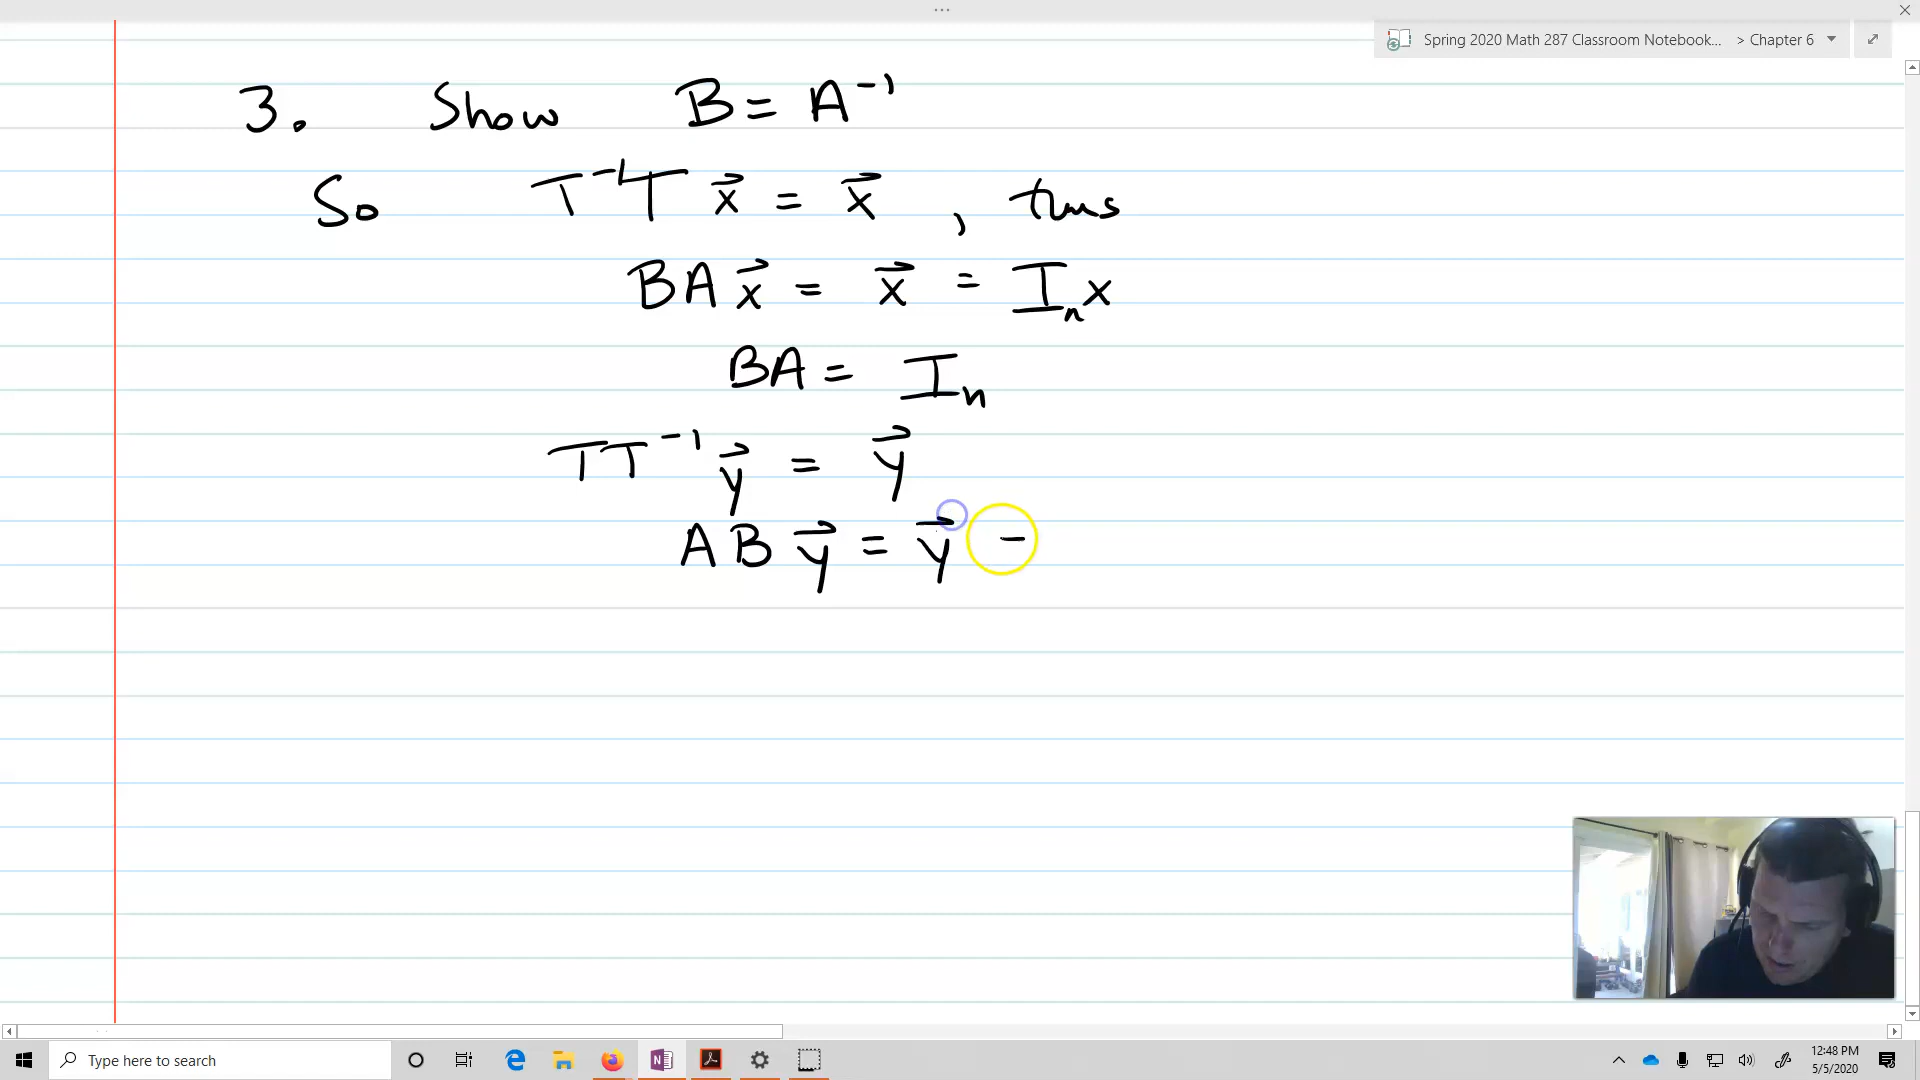 Spring 2020 Math 287 Classroom Notebook... > Chapter 6
3. Show B = A⁻¹
So T⁻¹T x⃗ = x⃗ , thus
BA x⃗ = x⃗ = Iₙx
BA = Iₙ
TT⁻¹ y⃗ = y⃗
AB y⃗ = y⃗ -
Type here to search
12:48 PM
5/5/2020